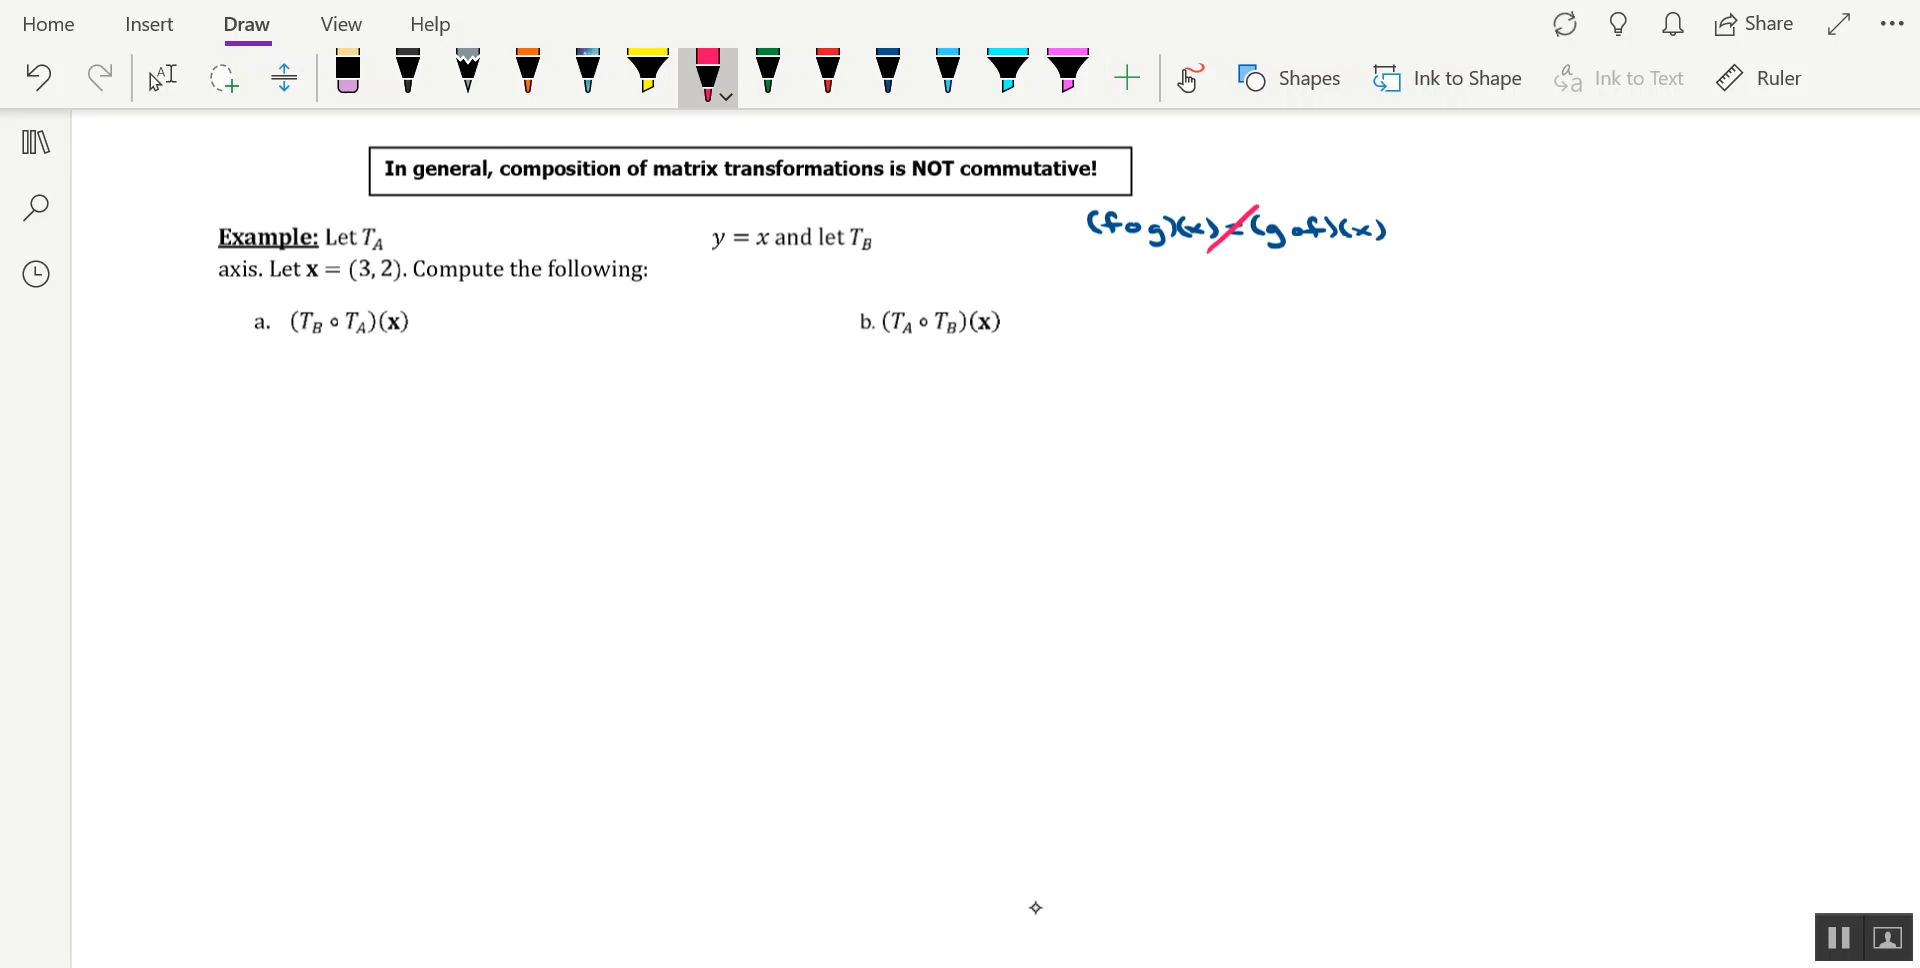 Home Insert Draw View Help Share
Shapes Ink to Shape Ink to Text Ruler
In general, composition of matrix transformations is NOT commutative!
(f∘g)(x)=(g∘f)(x)
Example: Let T_A y = x and let T_B
axis. Let x = (3, 2). Compute the following:
a. (T_B ∘ T_A)(x) b. (T_A ∘ T_B)(x)